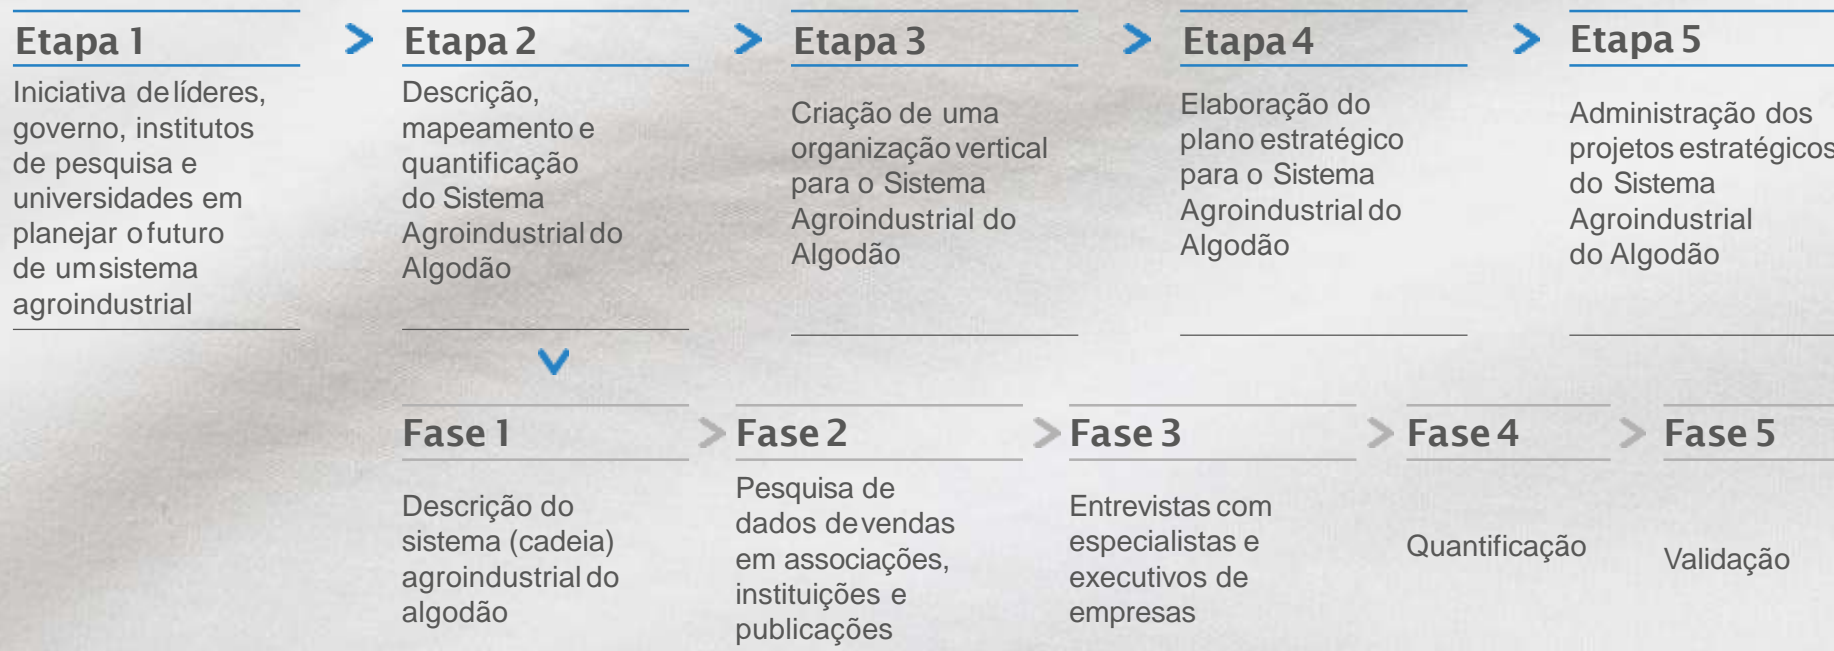 Etapa 1
Iniciativa de líderes,
governo, institutos
de pesquisa e
universidades em
planejar o futuro
de um sistema
agroindustrial
Etapa 2
Descrição,
mapeamento e
quantificação
do Sistema
Agroindustrial do
Algodão
Etapa 3
Criação de uma
organização vertical
para o Sistema
Agroindustrial do
Algodão
Etapa 4
Elaboração do
plano estratégico
para o Sistema
Agroindustrial do
Algodão
Etapa 5
Administração dos
projetos estratégicos
do Sistema
Agroindustrial
do Algodão
Fase 1
Descrição do
sistema (cadeia)
agroindustrial do
algodão
Fase 2
Pesquisa de
dados de vendas
em associações,
instituições e
publicações
Fase 3
Entrevistas com
especialistas e
executivos de
empresas
Fase 4
Quantificação
Fase 5
Validação